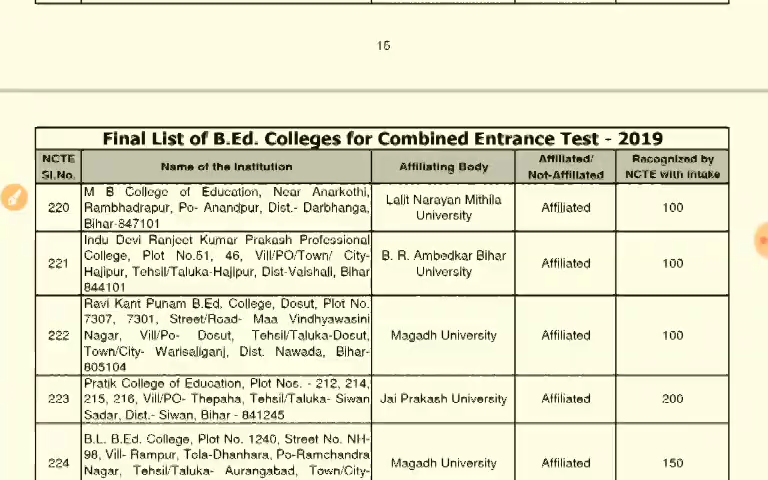 15
Final List of B.Ed. Colleges for Combined Entrance Test - 2019
NCTE Sl.No.
Name of the Institution
Affiliating Body
Affiliated/ Not-Affiliated
Recognized by NCTE with Intake
220
M B College of Education, Near Anarkothi,
Rambhadrapur, Po- Anandpur, Dist.- Darbhanga,
Bihar-847101
Lalit Narayan Mithila
University
Affiliated
100
221
Indu Devi Ranjeet Kumar Prakash Professional
College, Plot No.51, 46, Vill/PO/Town/ City-
Hajipur, Tehsil/Taluka-Hajipur, Dist-Vaishali, Bihar
844101
B. R. Ambedkar Bihar
University
Affiliated
100
222
Ravi Kant Punam B.Ed. College, Dosut, Plot No.
7307, 7301, Street/Road- Maa Vindhyawasini
Nagar, Vill/Po- Dosut, Tehsil/Taluka-Dosut,
Town/City- Warisaliganj, Dist. Nawada, Bihar-
805104
Magadh University
Affiliated
100
223
Pratik College of Education, Plot Nos. - 212, 214,
215, 216, Vill/PO- Thepaha, Tehsil/Taluka- Siwan
Sadar, Dist.- Siwan, Bihar - 841245
Jai Prakash University
Affiliated
200
224
B.L. B.Ed. College, Plot No. 1240, Street No. NH-
98, Vill- Rampur, Tola-Dhanhara, Po-Ramchandra
Nagar, Tehsil/Taluka- Aurangabad, Town/City-
Magadh University
Affiliated
150